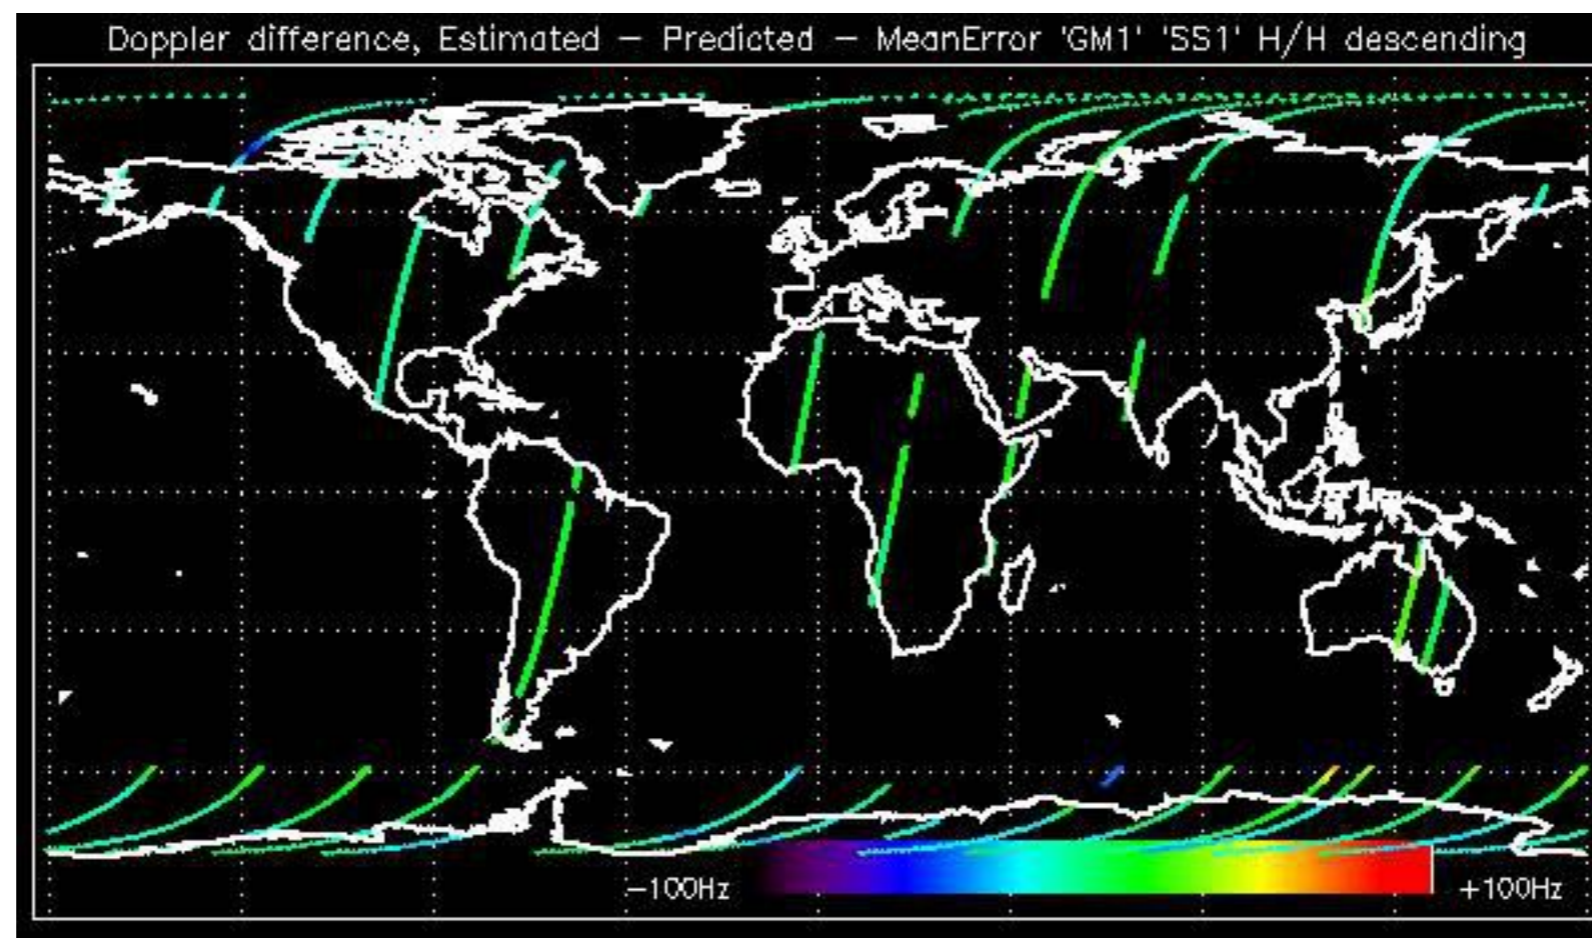 Doppler difference, Estimated − Predicted − MeanError 'GM1' 'SS1' H/H descending
−100Hz
+100Hz